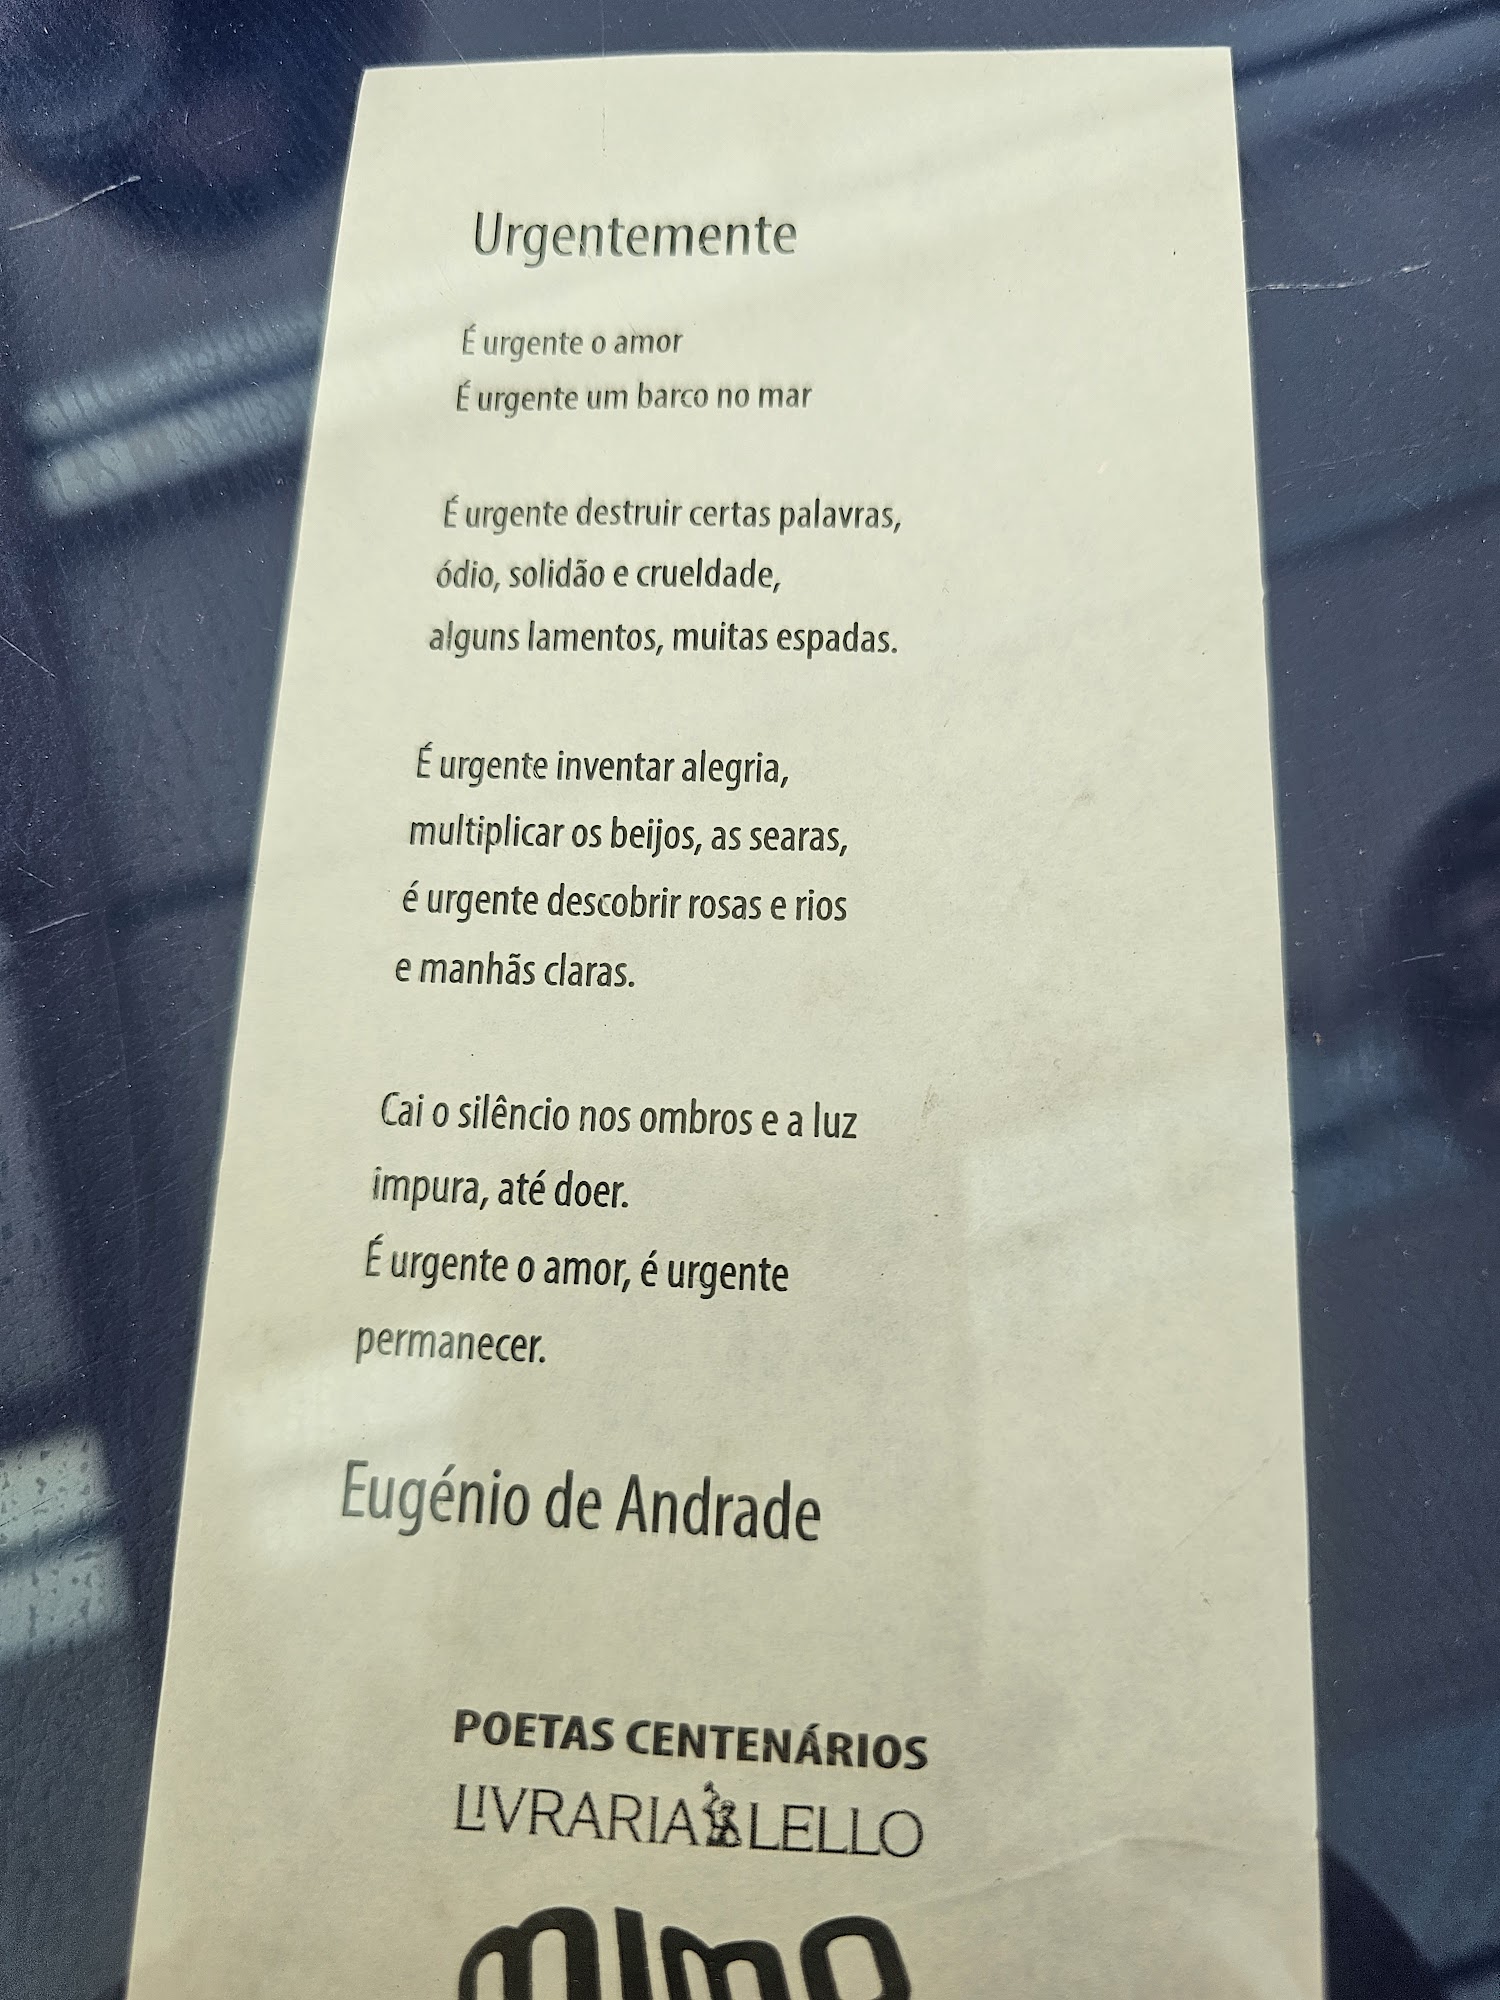 Urgentemente
É urgente o amor
É urgente um barco no mar
É urgente destruir certas palavras,
ódio, solidão e crueldade,
alguns lamentos, muitas espadas.
É urgente inventar alegria,
multiplicar os beijos, as searas,
é urgente descobrir rosas e rios
e manhãs claras.
Cai o silêncio nos ombros e a luz
impura, até doer.
É urgente o amor, é urgente
permanecer.
Eugénio de Andrade
POETAS CENTENÁRIOS
LIVRARIA LELLO
mimo